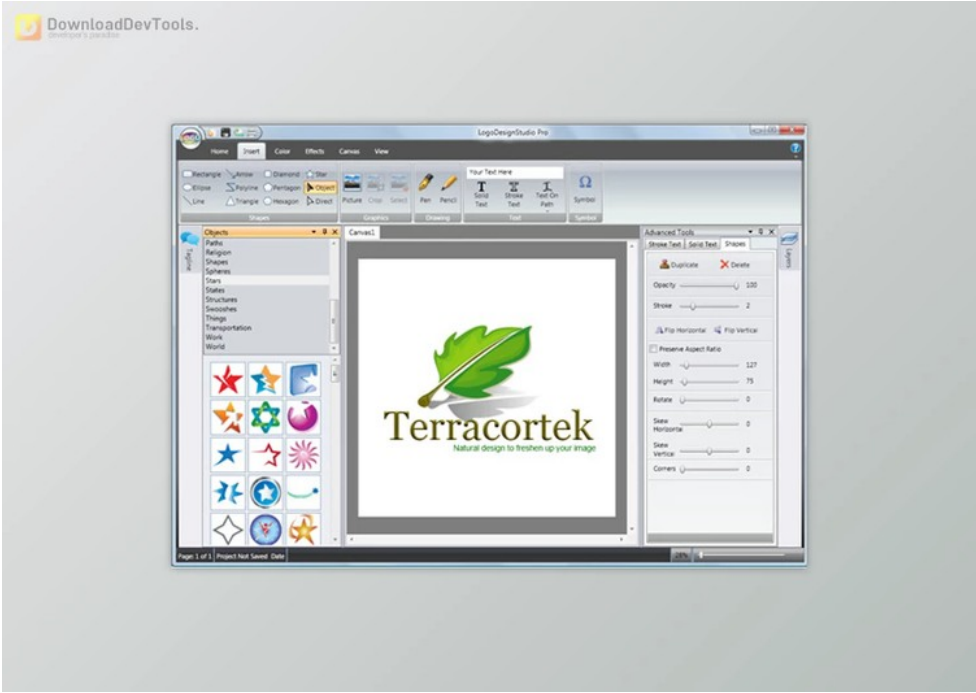 DownloadDevTools.
developer's paradise
LogoDesignStudio Pro
Home Insert Color Effects Canvas View
Rectangle Arrow Diamond Star
Ellipse Polyline Pentagon Object
Line Triangle Hexagon Direct
Shapes
Picture Crop Select
Graphics
Pen Pencil
Drawing
Your Text Here
Solid Text
Stroke Text
Text On Path
Text
Symbol
Symbol
Objects
Paths
Religion
Shapes
Spheres
Stars
States
Structures
Swooshes
Things
Transportation
Work
World
Tagline
Canvas1
Terracortek
Natural design to freshen up your image
Advanced Tools
Stroke Text Solid Text Shapes
Duplicate Delete
Opacity 100
Stroke 2
Flip Horizontal Flip Vertical
Preserve Aspect Ratio
Width 127
Height 75
Rotate 0
Skew Horizontal 0
Skew Vertical 0
Corners 0
Layers
Page: 1 of 1 Project Not Saved Date
28%